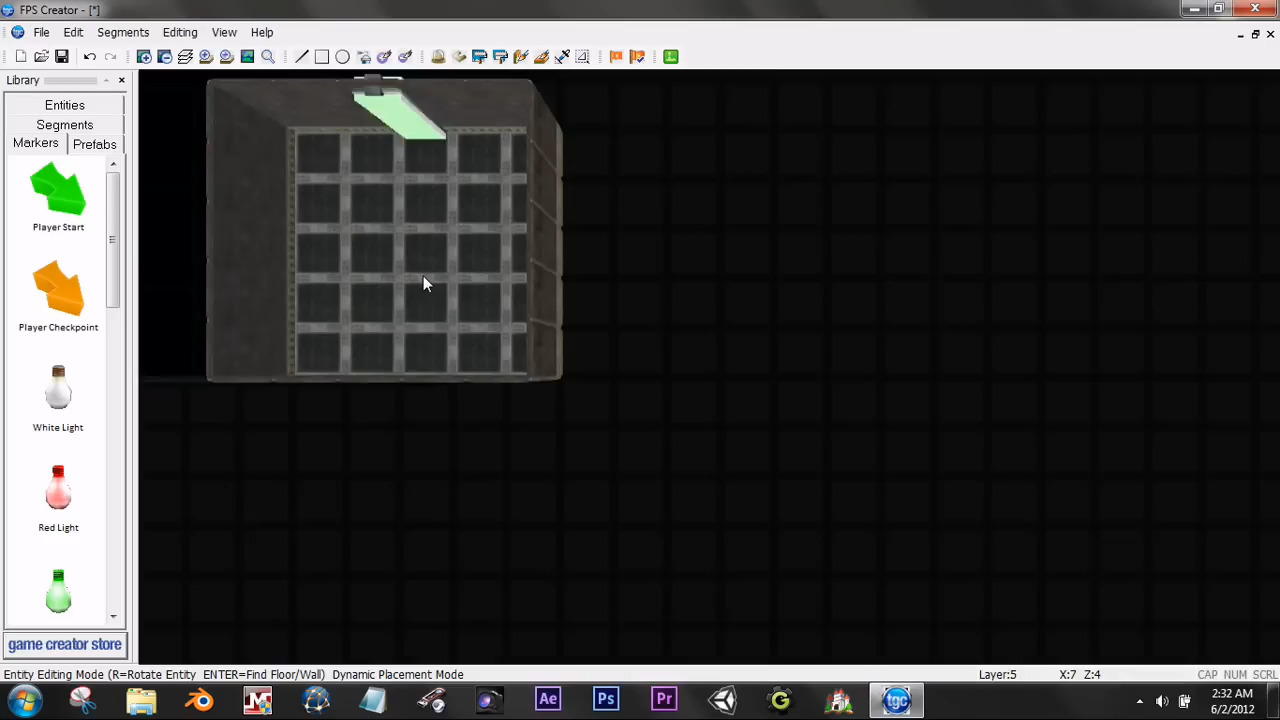 FPS Creator - [*]
File Edit Segments Editing View Help
Library
Entities
Segments
Markers Prefabs
Player Start
Player Checkpoint
White Light
Red Light
game creator store
Entity Editing Mode (R=Rotate Entity ENTER=Find Floor/Wall) Dynamic Placement Mode
Layer:5 X:7 Z:4 CAP NUM SCRL
Ae Ps Pr tgc
2:32 AM
6/2/2012